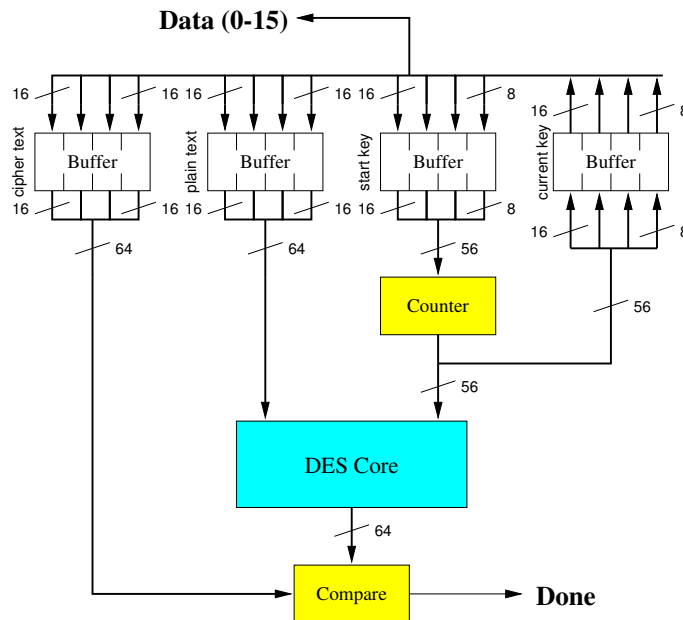 Data (0-15)
16 16 16 16 16 8 16 8
cipher text
Buffer
plain text
Buffer
start key
Buffer
current key
Buffer
16 16 16 16 16 8 16 8
64 64 56
Counter
56
56
DES Core
64
Compare
Done